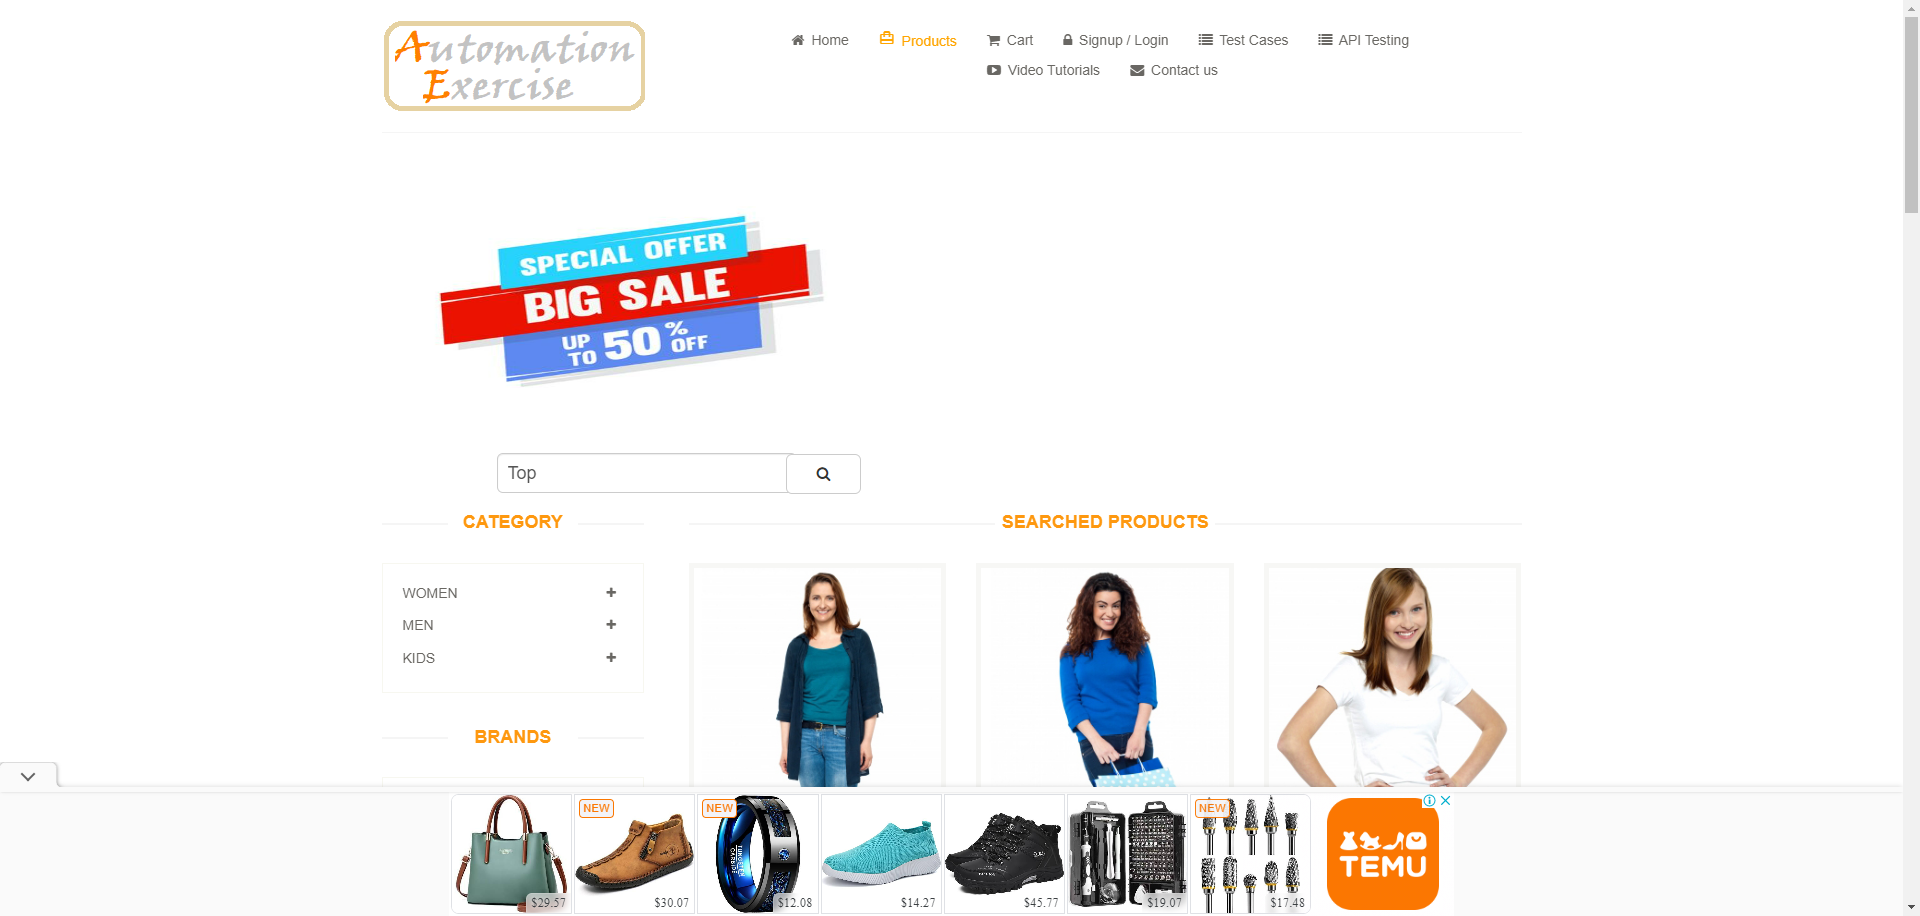 Automation
Exercise
Home
Products
Cart
Signup / Login
Test Cases
API Testing
Video Tutorials
Contact us
SPECIAL OFFER
BIG SALE
UP TO 50% OFF
Top
CATEGORY
SEARCHED PRODUCTS
WOMEN
MEN
KIDS
BRANDS
$29.57
NEW
$30.07
NEW
TUNGSTEN
CARBIDE
$12.08
$14.27
$45.77
$19.07
NEW
$17.48
TEMU